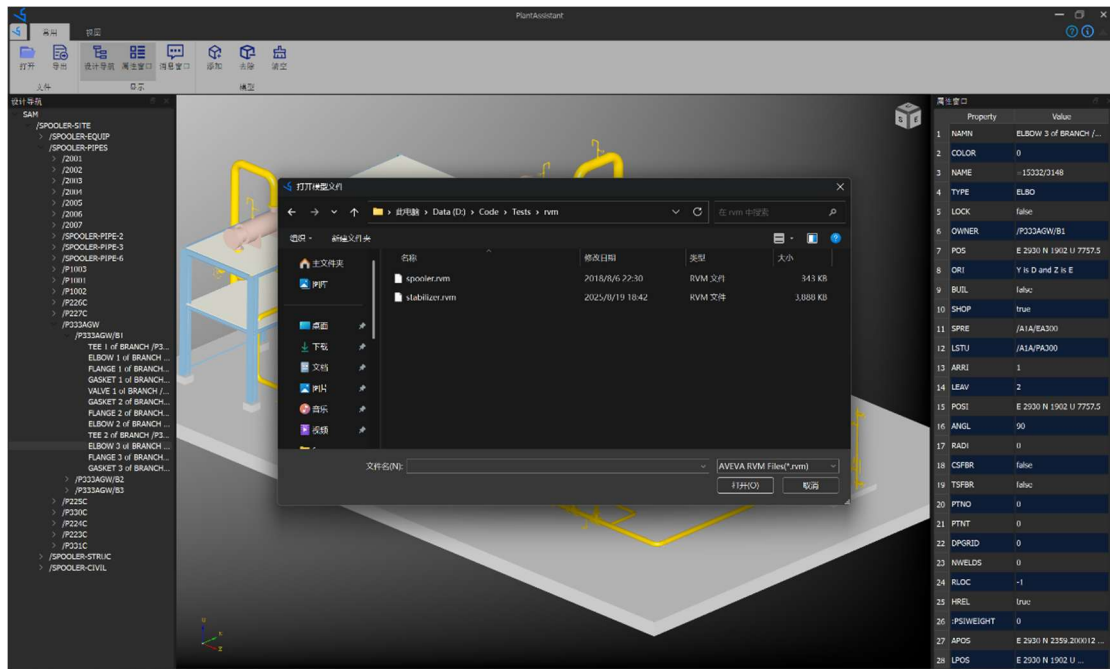 PlantAssistant
常用 视图
打开 导出 设计导航 属性窗口 消息窗口 添加 去除 清空
文件 显示 模型
设计导航
SAM
/SPOOLER-SITE
/SPOOLER-EQUIP
/SPOOLER-PIPES
/2001
/2002
/2003
/2004
/2005
/2006
/2007
/SPOOLER-PIPE-2
/SPOOLER-PIPE-3
/SPOOLER-PIPE-6
/P1003
/P1001
/P1002
/P226C
/P227C
/P333AGW
/P333AGW/B1
TEE 1 of BRANCH /P3...
ELBOW 1 of BRANCH ...
FLANGE 1 of BRANCH...
GASKET 1 of BRANCH...
VALVE 1 of BRANCH /...
GASKET 2 of BRANCH...
FLANGE 2 of BRANCH...
ELBOW 2 of BRANCH ...
TEE 2 of BRANCH /P3...
ELBOW 3 of BRANCH ...
FLANGE 3 of BRANCH...
GASKET 3 of BRANCH...
/P333AGW/B2
/P333AGW/B3
/P225C
/P330C
/P224C
/P223C
/P331C
/SPOOLER-STRUC
/SPOOLER-CIVIL
打开模型文件
此电脑 › Data (D:) › Code › Tests › rvm
在 rvm 中搜索
组织 新建文件夹
主文件夹
图库
桌面
下载
文档
图片
音乐
视频
名称 修改日期 类型 大小
spooler.rvm 2018/8/6 22:30 RVM 文件 343 KB
stabilizer.rvm 2025/8/19 18:42 RVM 文件 3,888 KB
文件名(N):
AVEVA RVM Files(*.rvm)
打开(O) 取消
S E
属性窗口
Property Value
1 NAMN ELBOW 3 of BRANCH /...
2 COLOR 0
3 NAME =15332/3148
4 TYPE ELBO
5 LOCK false
6 OWNER /P333AGW/B1
7 POS E 2930 N 1902 U 7757.5
8 ORI Y is D and Z is E
9 BUIL false
10 SHOP true
11 SPRE /A1A/EA300
12 LSTU /A1A/PA300
13 ARRI 1
14 LEAV 2
15 POSI E 2930 N 1902 U 7757.5
16 ANGL 90
17 RADI 0
18 CSFBR false
19 TSFBR false
20 PTNO 0
21 PTNT 0
22 DPGRID 0
23 NWELDS 0
24 RLOC -1
25 HREL true
26 :PSIWEIGHT 0
27 APOS E 2930 N 2359.200012 ...
28 LPOS E 2930 N 1902 U ...